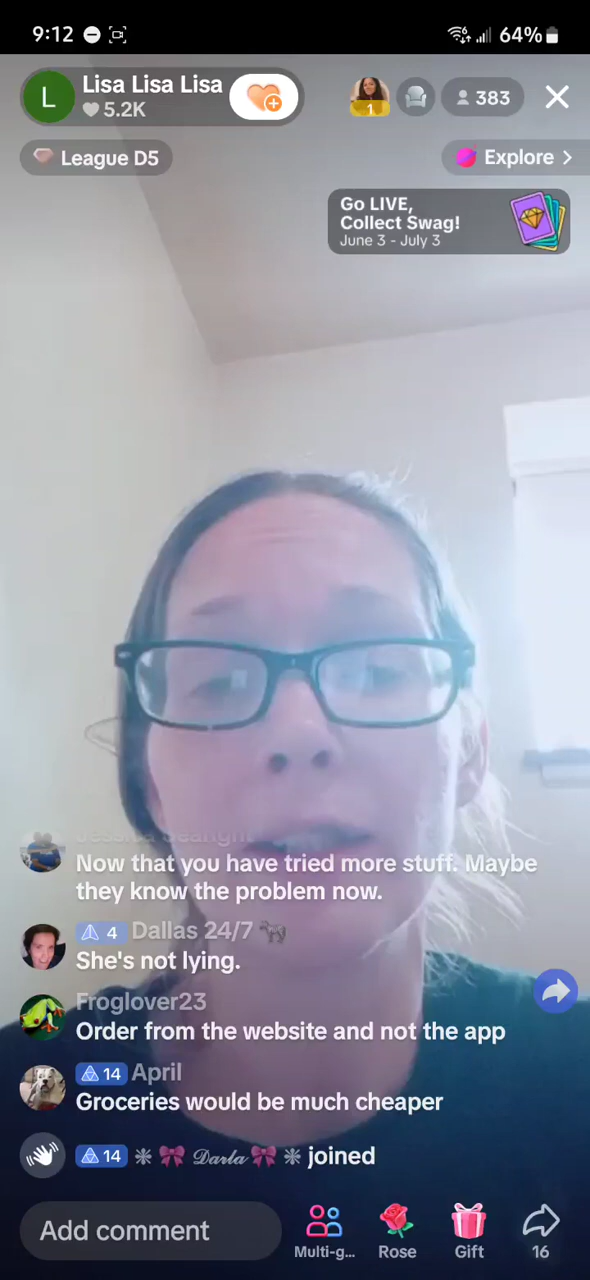 9:12
64%
Lisa Lisa Lisa
5.2K
1
383
League D5
Explore >
Go LIVE,
Collect Swag!
June 3 - July 3
Now that you have tried more stuff. Maybe
they know the problem now.
4 Dallas 24/7
She's not lying.
Froglover23
Order from the website and not the app
14 April
Groceries would be much cheaper
14 Darla joined
Add comment
Multi-g...
Rose
Gift
16
L